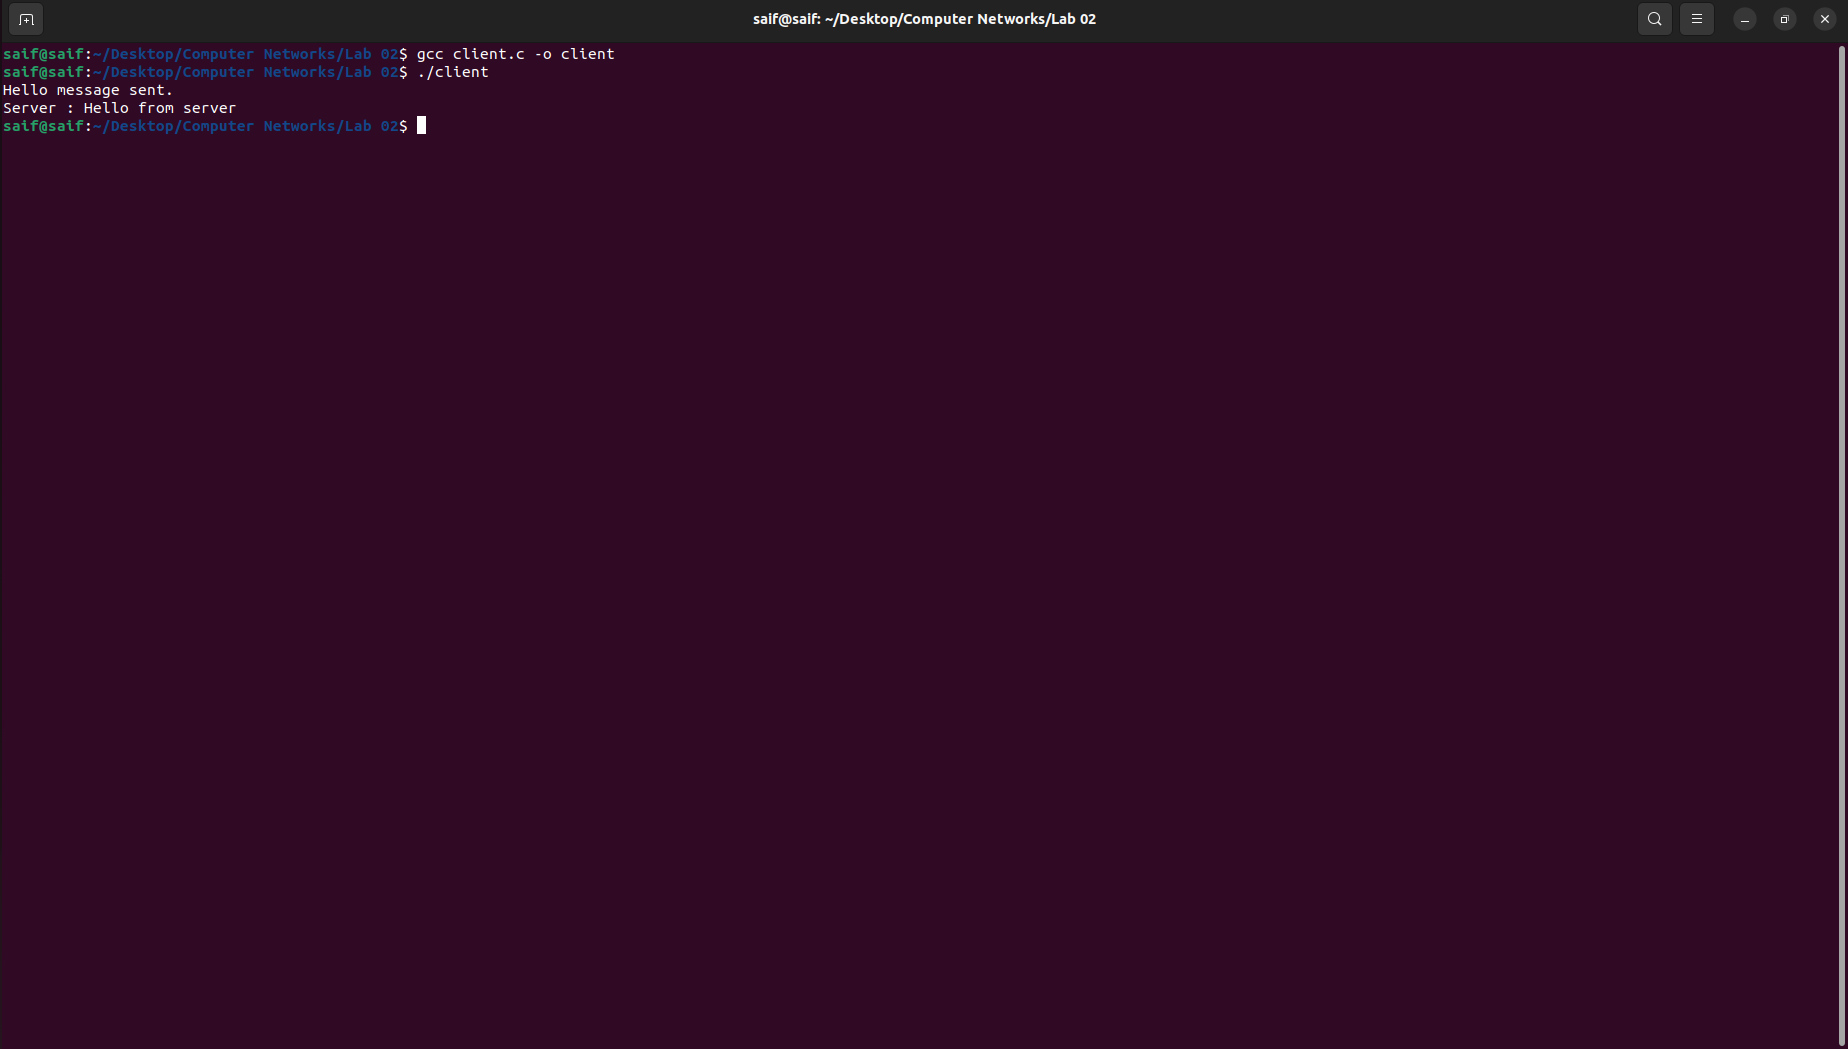 saif@saif: ~/Desktop/Computer Networks/Lab 02
saif@saif:~/Desktop/Computer Networks/Lab 02$ gcc client.c -o client
saif@saif:~/Desktop/Computer Networks/Lab 02$ ./client
Hello message sent.
Server : Hello from server
saif@saif:~/Desktop/Computer Networks/Lab 02$